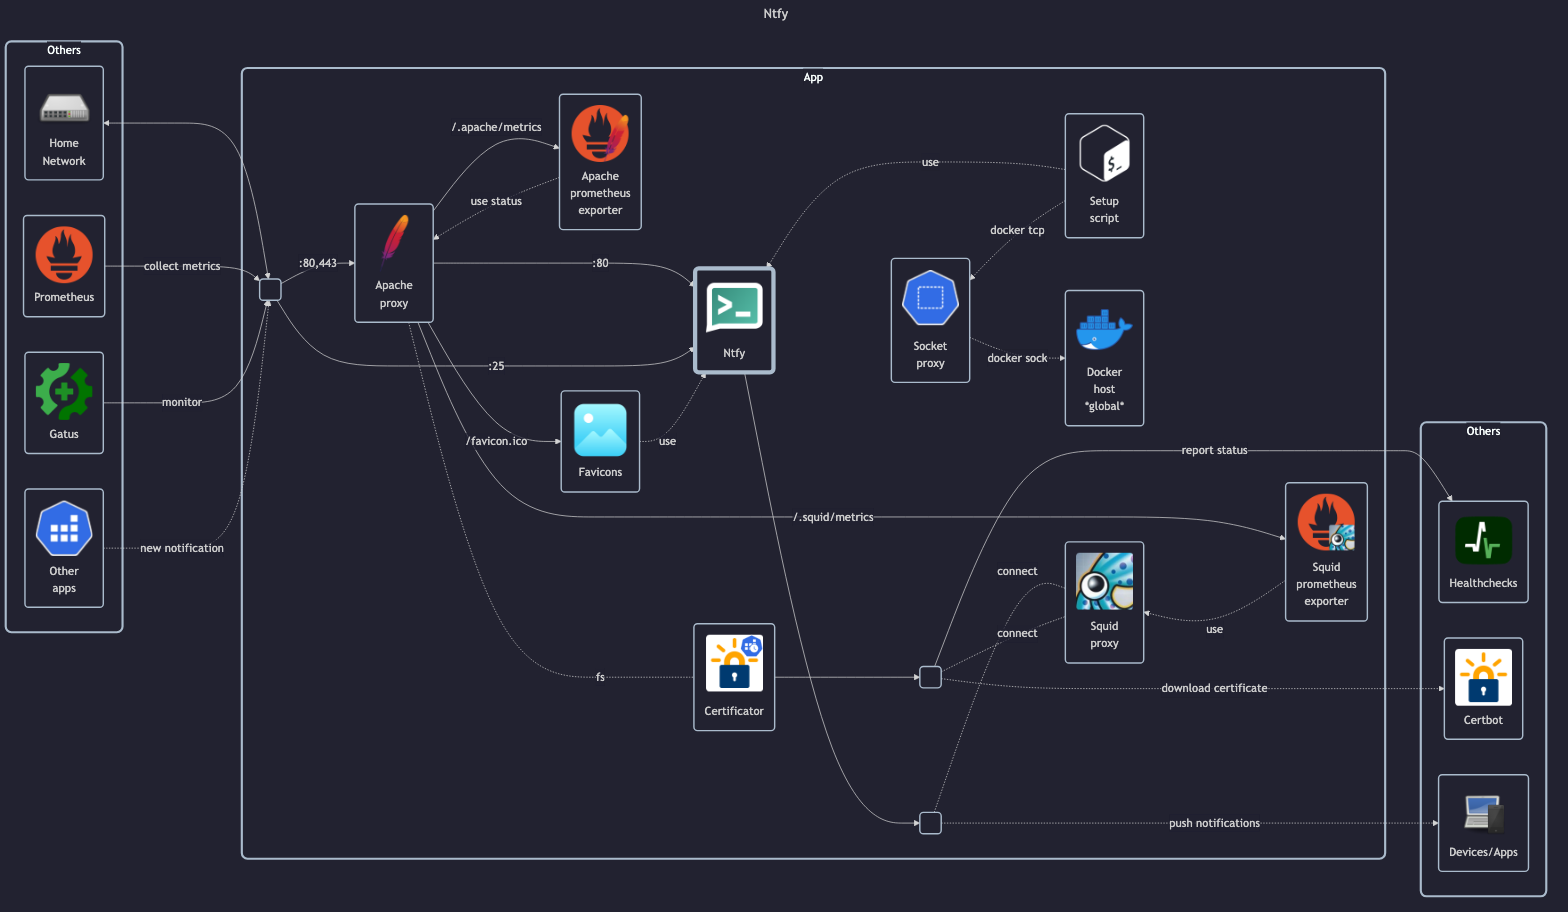 Ntfy
Others
Home
Network
Prometheus
Gatus
Other
apps
collect metrics
monitor
new notification
App
:80,443
Apache
proxy
/.apache/metrics
use status
Apache
prometheus
exporter
:80
:25
/favicon.ico
Favicons
use
>_
Ntfy
use
$_
Setup
script
docker tcp
Socket
proxy
docker sock
Docker
host
*global*
/.squid/metrics
report status
connect
connect
Squid
proxy
use
Squid
prometheus
exporter
fs
Certificator
download certificate
push notifications
Others
Healthchecks
Certbot
Devices/Apps